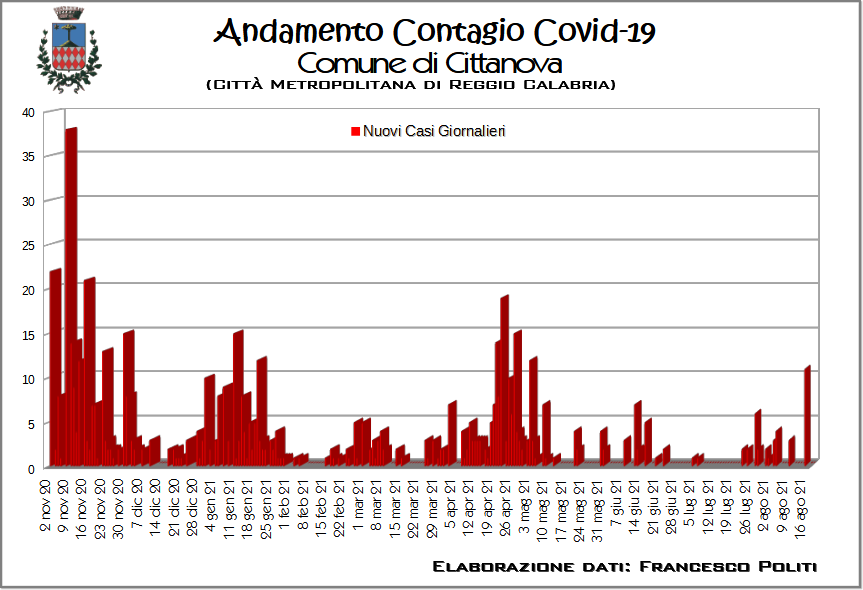 Andamento Contagio Covid-19
Comune di Cittanova
(Città Metropolitana di Reggio Calabria)
Nuovi Casi Giornalieri
40
35
30
25
20
15
10
5
0
2 nov 20
9 nov 20
16 nov 20
23 nov 20
30 nov 20
7 dic 20
14 dic 20
21 dic 20
28 dic 20
4 gen 21
11 gen 21
18 gen 21
25 gen 21
1 feb 21
8 feb 21
15 feb 21
22 feb 21
1 mar 21
8 mar 21
15 mar 21
22 mar 21
29 mar 21
5 apr 21
12 apr 21
19 apr 21
26 apr 21
3 mag 21
10 mag 21
17 mag 21
24 mag 21
31 mag 21
7 giu 21
14 giu 21
21 giu 21
28 giu 21
5 lug 21
12 lug 21
19 lug 21
26 lug 21
2 ago 21
9 ago 21
16 ago 21
Elaborazione dati: Francesco Politi